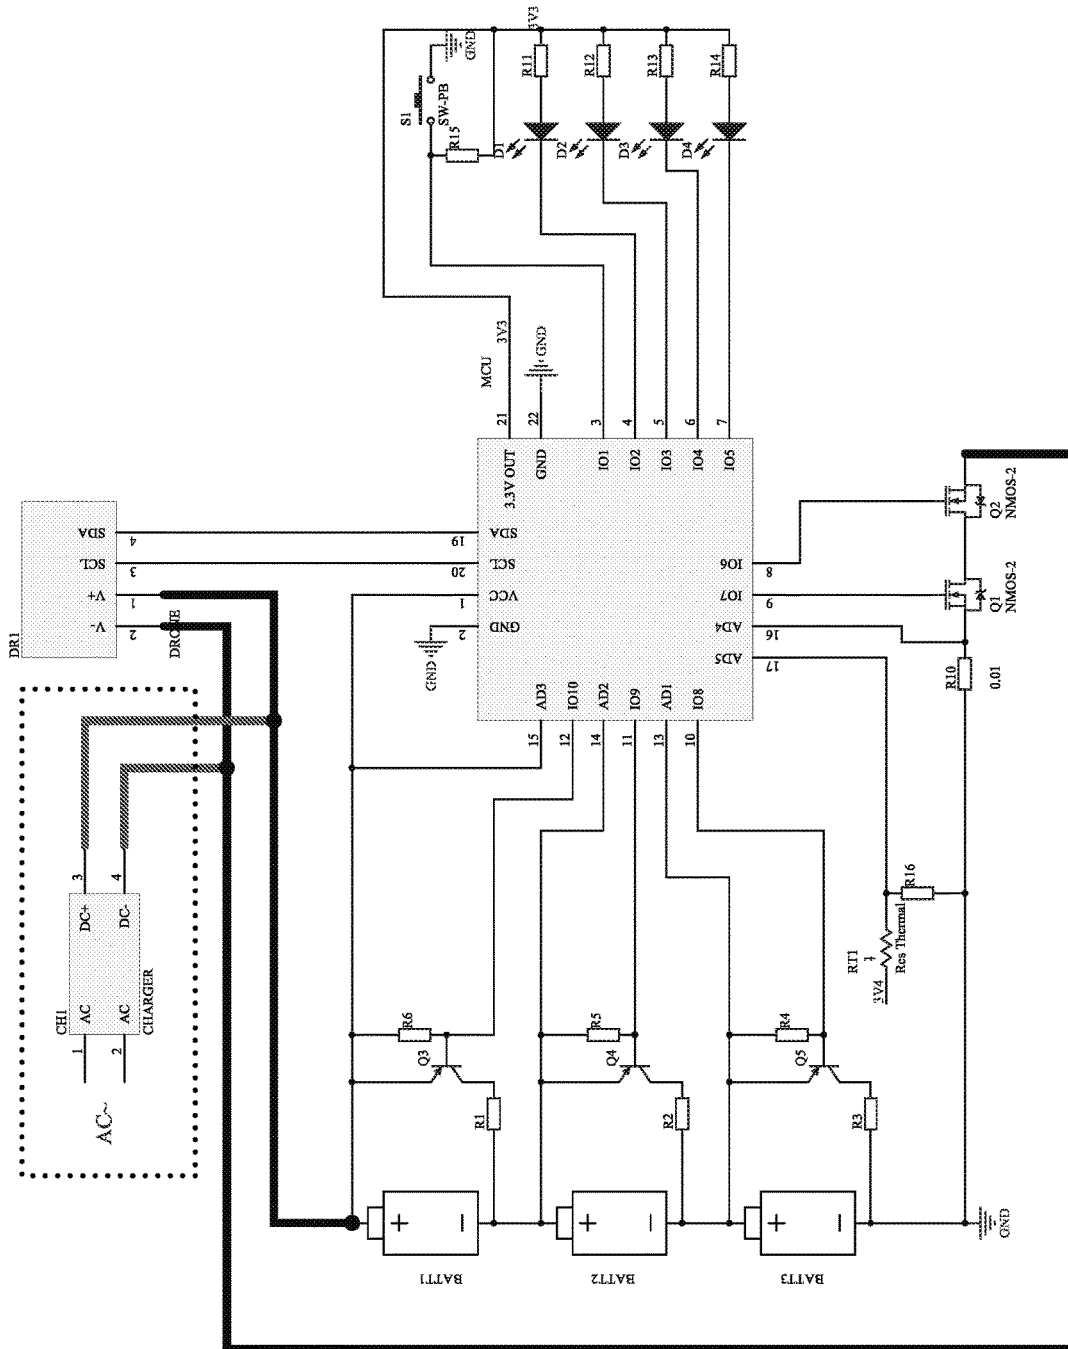 3V3
GND
R11
R12
R13
R14
S1
SW-PB
R15
D1
D2
D3
D4
MCU
3V3
GND
21
22
3
4
5
6
7
3.3V OUT
GND
IO1
IO2
IO3
IO4
IO5
DR1
SDA
SCL
V+
V-
4
3
1
2
DRONE
19
20
1
2
SDA
SCL
VCC
GND
GND
IO6
IO7
AD4
AD5
8
9
16
17
Q2
NMOS-2
Q1
NMOS-2
R10
0.01
AD3
IO10
AD2
IO9
AD1
IO8
15
12
14
11
13
10
3
4
DC+
DC-
AC
AC
CH1
CHARGER
1
2
AC~
R16
RT1
Res Thermal
3V4
R6
R5
R4
Q3
Q4
Q5
R1
R2
R3
+
−
+
−
+
−
BATT1
BATT2
BATT3
GND